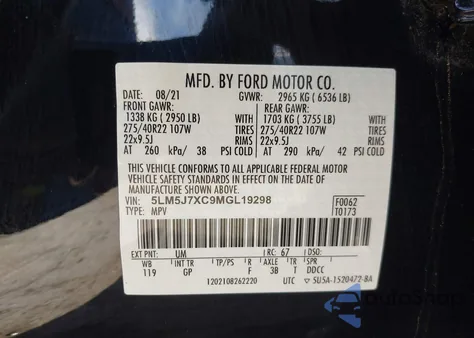 MFD. BY FORD MOTOR CO.
08/21 GVWR: 2965 KG ( 6536 LB)
FRONT GAWR: REAR GAWR:
1338 KG ( 2950 LB) 1703 KG ( 3755 LB)
275/40R22 107W TIRES 275/40R22 107W TIRES
22x9.5J RIMS 22x9.5J RIMS
AT 260 kPa/ 38 PSI COLD AT 290 kPa/ 42 PSI COLD
THIS VEHICLE CONFORMS TO ALL APPLICABLE FEDERAL MOTOR
VEHICLE SAFETY STANDARDS IN EFFECT ON THE DATE OF
MANUFACTURE SHOWN ABOVE.
VIN: 5LM5J7XC9MGL19298 F0062
TYPE: MPV T0173
EXT PNT: UM RC: 67 DSO:
WB INT TR TP/PS R AXLE TR SPR
119 GP F 3B T DDCC
1202108262220 UTC 5U5A-1520472-BA
AutoShop